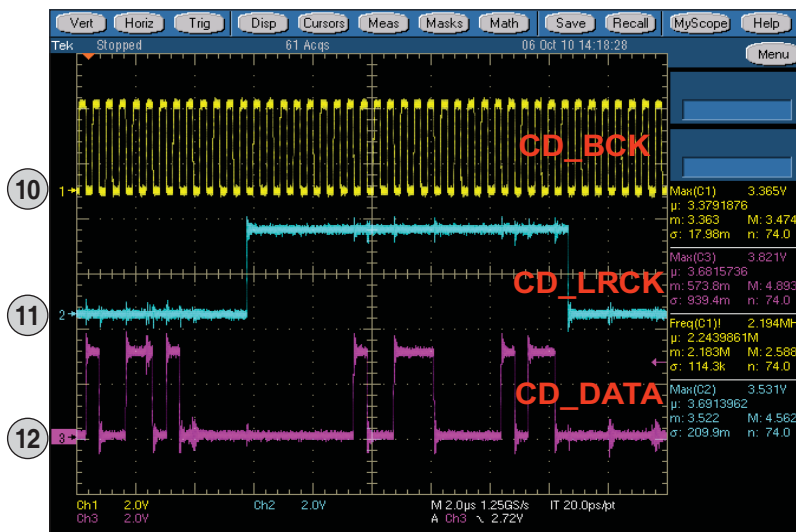 Vert Horiz Trig Disp Cursors Meas Masks Math Save Recall MyScope Help
Tek Stopped 61 Acqs 06 Oct 10 14:18:28
Menu
CD_BCK
10
1
Max(C1) 3.365V
µ: 3.3791876
m: 3.363 M: 3.474
σ: 17.98m n: 74.0
Max(C3) 3.821V
µ: 3.6815736
m: 573.8m M: 4.893
σ: 939.4m n: 74.0
CD_LRCK
11
2
Freq(C1)! 2.194MH
µ: 2.2439861M
m: 2.183M M: 2.588
σ: 114.3k n: 74.0
Max(C2) 3.531V
µ: 3.6913962
m: 3.522 M: 4.562
σ: 209.9m n: 74.0
CD_DATA
12
3
Ch1 2.0V Ch2 2.0V M 2.0µs 1.25GS/s IT 20.0ps/pt
Ch3 2.0V A Ch3 2.72V